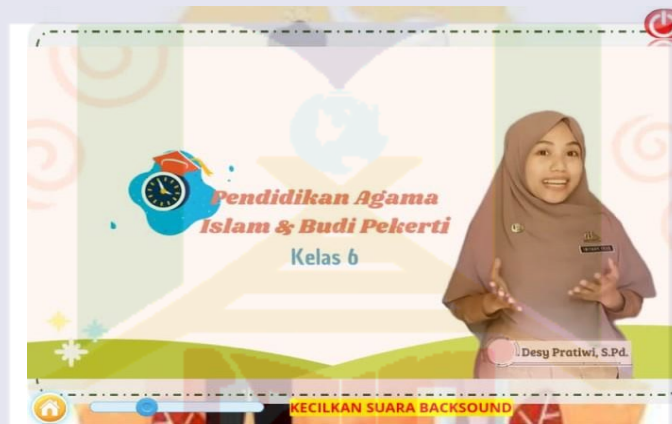 Pendidikan Agama
Islam & Budi Pekerti
Kelas 6
Desy Pratiwi, S.Pd.
KECILKAN SUARA BACKSOUND